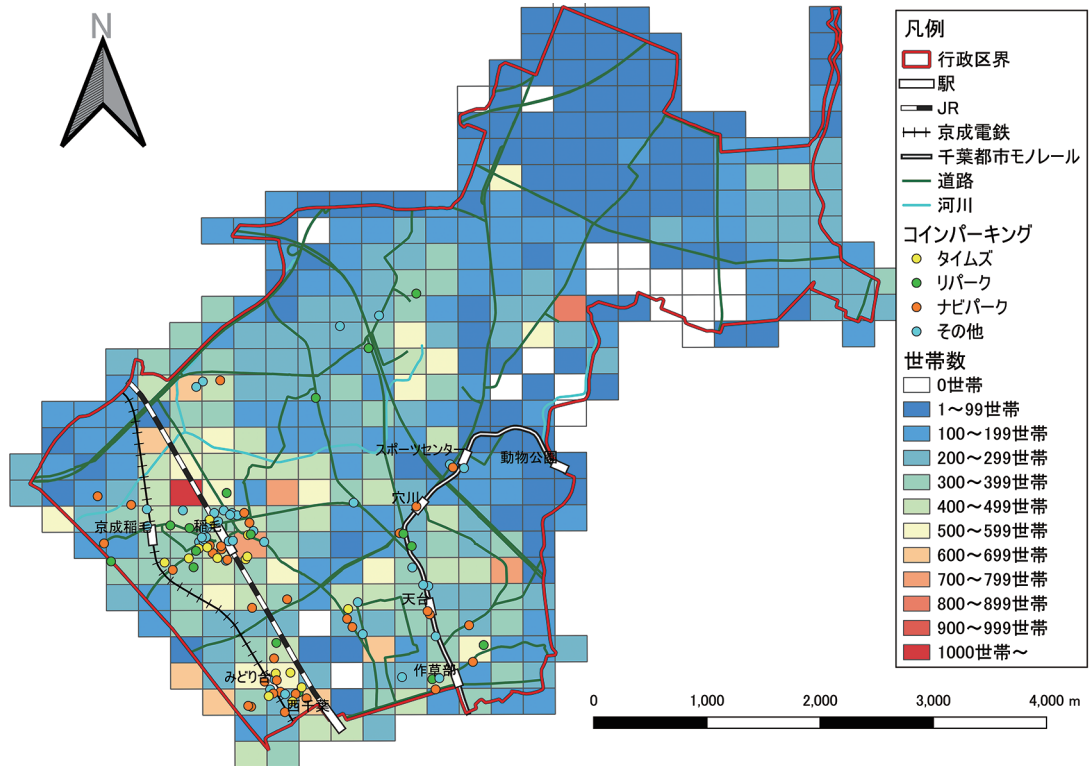 N
スポーツセンター
動物公園
穴川
京成稲毛
稲毛
天台
みどり台
作草部
西千葉
凡例
行政区界
駅
JR
京成電鉄
千葉都市モノレール
道路
河川
コインパーキング
タイムズ
リパーク
ナビパーク
その他
世帯数
0世帯
1～99世帯
100～199世帯
200～299世帯
300～399世帯
400～499世帯
500～599世帯
600～699世帯
700～799世帯
800～899世帯
900～999世帯
1000世帯～
0 1,000 2,000 3,000 4,000 m